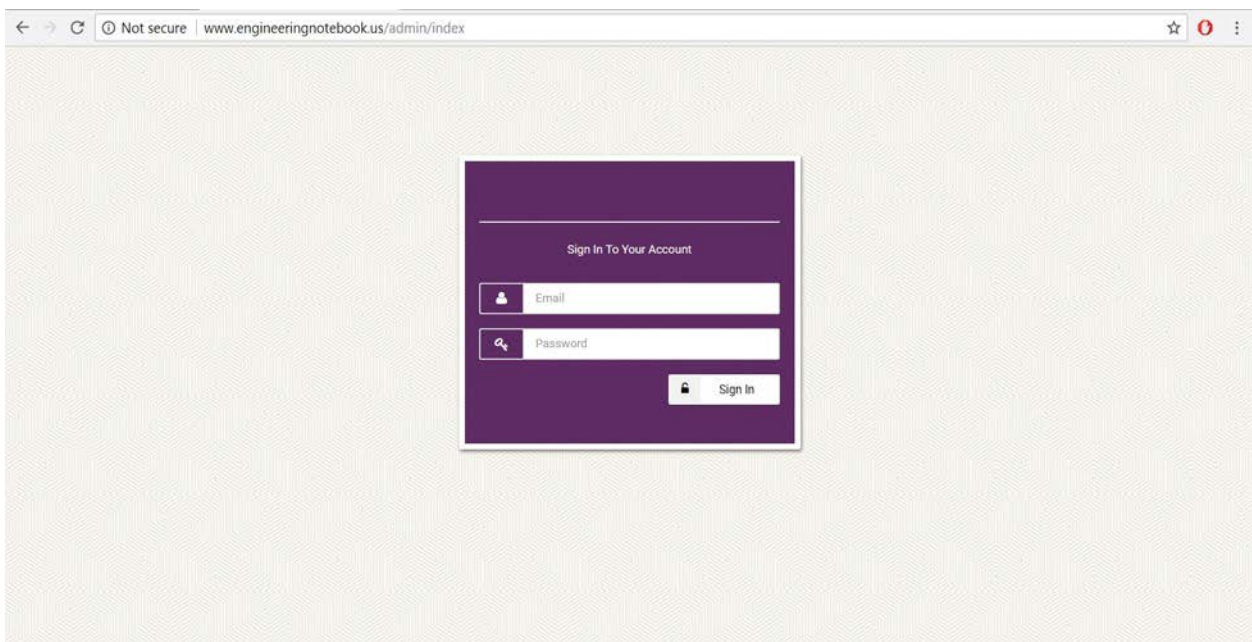 Not secure www.engineeringnotebook.us/admin/index
Sign In To Your Account
Email
Password
Sign In